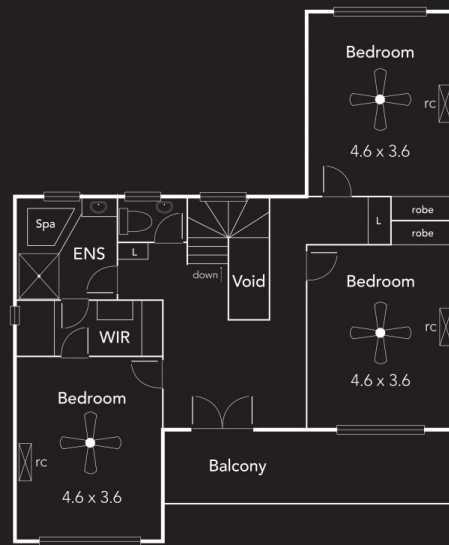 Bedroom
rc
4.6 x 3.6
robe
L
robe
Spa
ENS
L
down
Void
Bedroom
rc
4.6 x 3.6
WIR
Bedroom
rc
4.6 x 3.6
Balcony